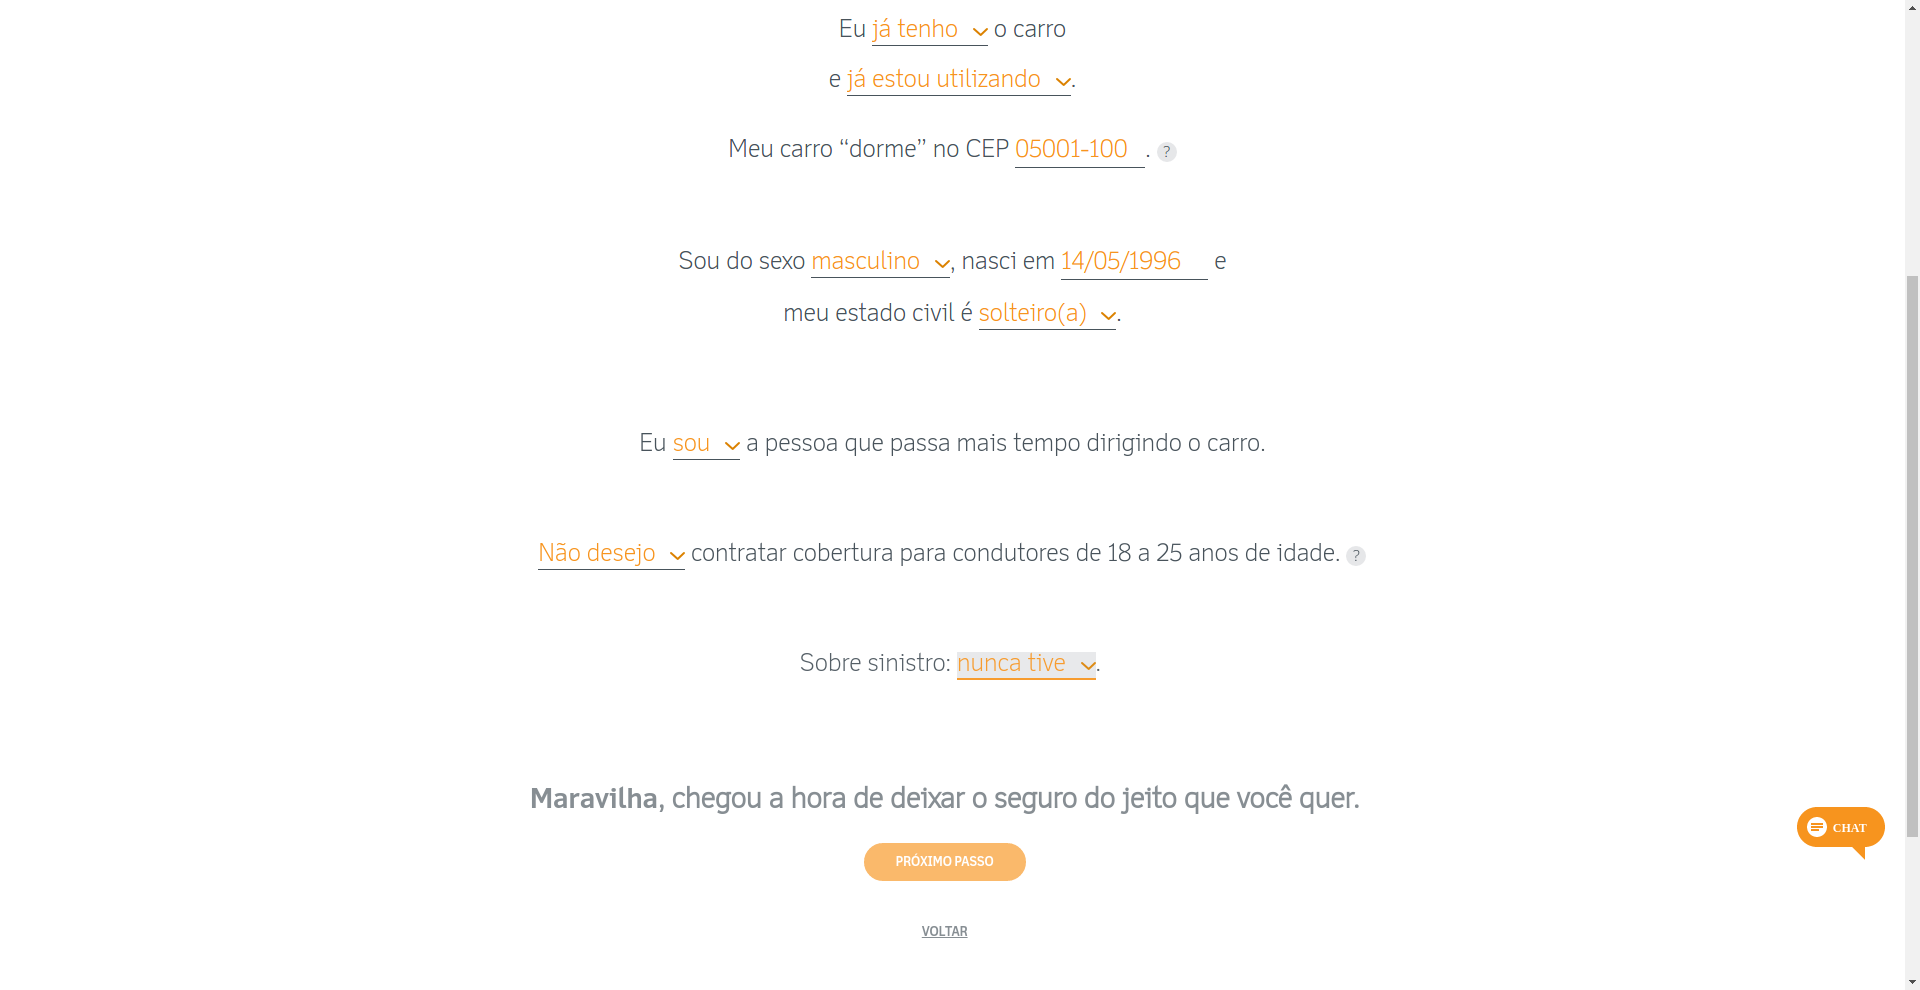 Eu já tenho o carro
e já estou utilizando .
Meu carro “dorme” no CEP 05001-100 . ?
Sou do sexo masculino , nasci em 14/05/1996 e
meu estado civil é solteiro(a) .
Eu sou a pessoa que passa mais tempo dirigindo o carro.
Não desejo contratar cobertura para condutores de 18 a 25 anos de idade. ?
Sobre sinistro: nunca tive .
Maravilha, chegou a hora de deixar o seguro do jeito que você quer.
CHAT
PRÓXIMO PASSO
VOLTAR